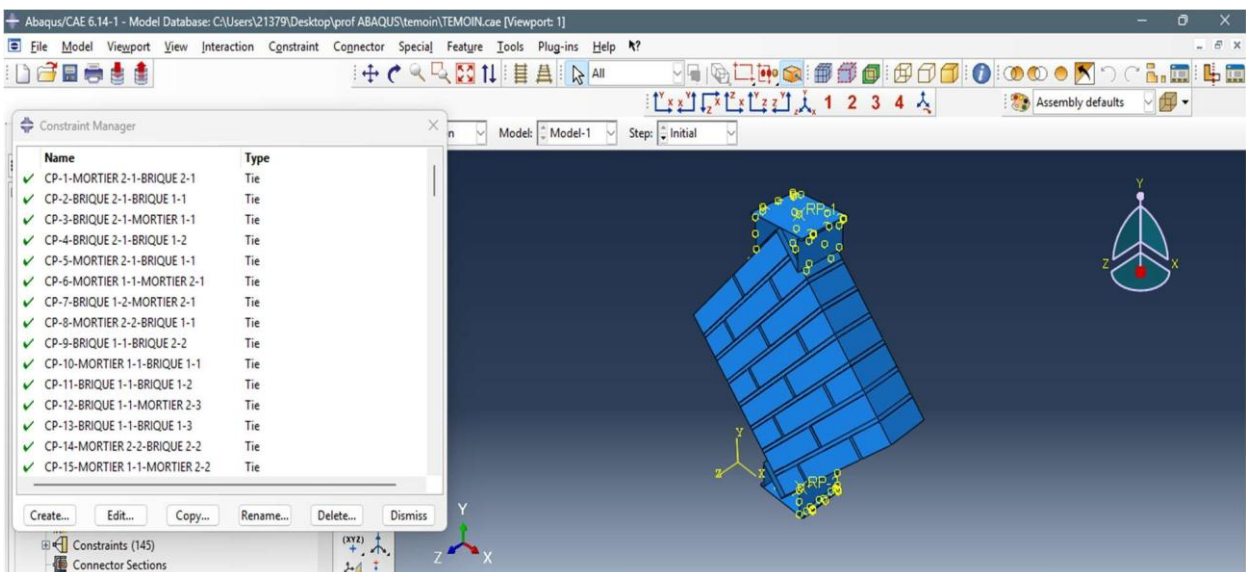 Abaqus/CAE 6.14-1 - Model Database: C:\Users\21379\Desktop\prof ABAQUS\temoin\TEMOIN.cae [Viewport: 1]
File Model Viewport View Interaction Constraint Connector Special Feature Tools Plug-ins Help
All
1 2 3 4
Assembly defaults
Constraint Manager
n Model: Model-1 Step: Initial
Name Type
CP-1-MORTIER 2-1-BRIQUE 2-1 Tie
CP-2-BRIQUE 2-1-BRIQUE 1-1 Tie
CP-3-BRIQUE 2-1-MORTIER 1-1 Tie
CP-4-BRIQUE 2-1-BRIQUE 1-2 Tie
CP-5-MORTIER 2-1-BRIQUE 1-1 Tie
CP-6-MORTIER 1-1-MORTIER 2-1 Tie
CP-7-BRIQUE 1-2-MORTIER 2-1 Tie
CP-8-MORTIER 2-2-BRIQUE 1-1 Tie
CP-9-BRIQUE 1-1-BRIQUE 2-2 Tie
CP-10-MORTIER 1-1-BRIQUE 1-1 Tie
CP-11-BRIQUE 1-1-BRIQUE 1-2 Tie
CP-12-BRIQUE 1-1-MORTIER 2-3 Tie
CP-13-BRIQUE 1-1-BRIQUE 1-3 Tie
CP-14-MORTIER 2-2-BRIQUE 2-2 Tie
CP-15-MORTIER 1-1-MORTIER 2-2 Tie
Create... Edit... Copy... Rename... Delete... Dismiss
Constraints (145)
Connector Sections
(XYZ)
Y
Z X
RP-1
Y
Z X
RP-
Y
Z X